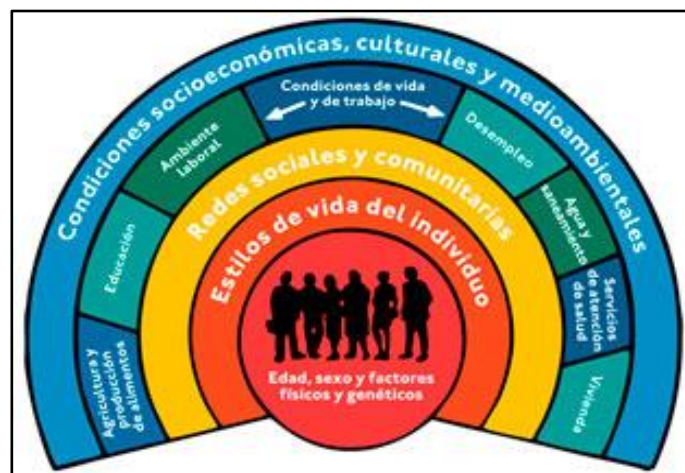 Condiciones socioeconómicas, culturales y medioambientales
Condiciones de vida
y de trabajo
Ambiente
laboral
Desempleo
Educación
Agua y
saneamiento
Agricultura y
producción
de alimentos
Servicios
de atención
de salud
Vivienda
Redes sociales y comunitarias
Estilos de vida del individuo
Edad, sexo y factores
físicos y genéticos